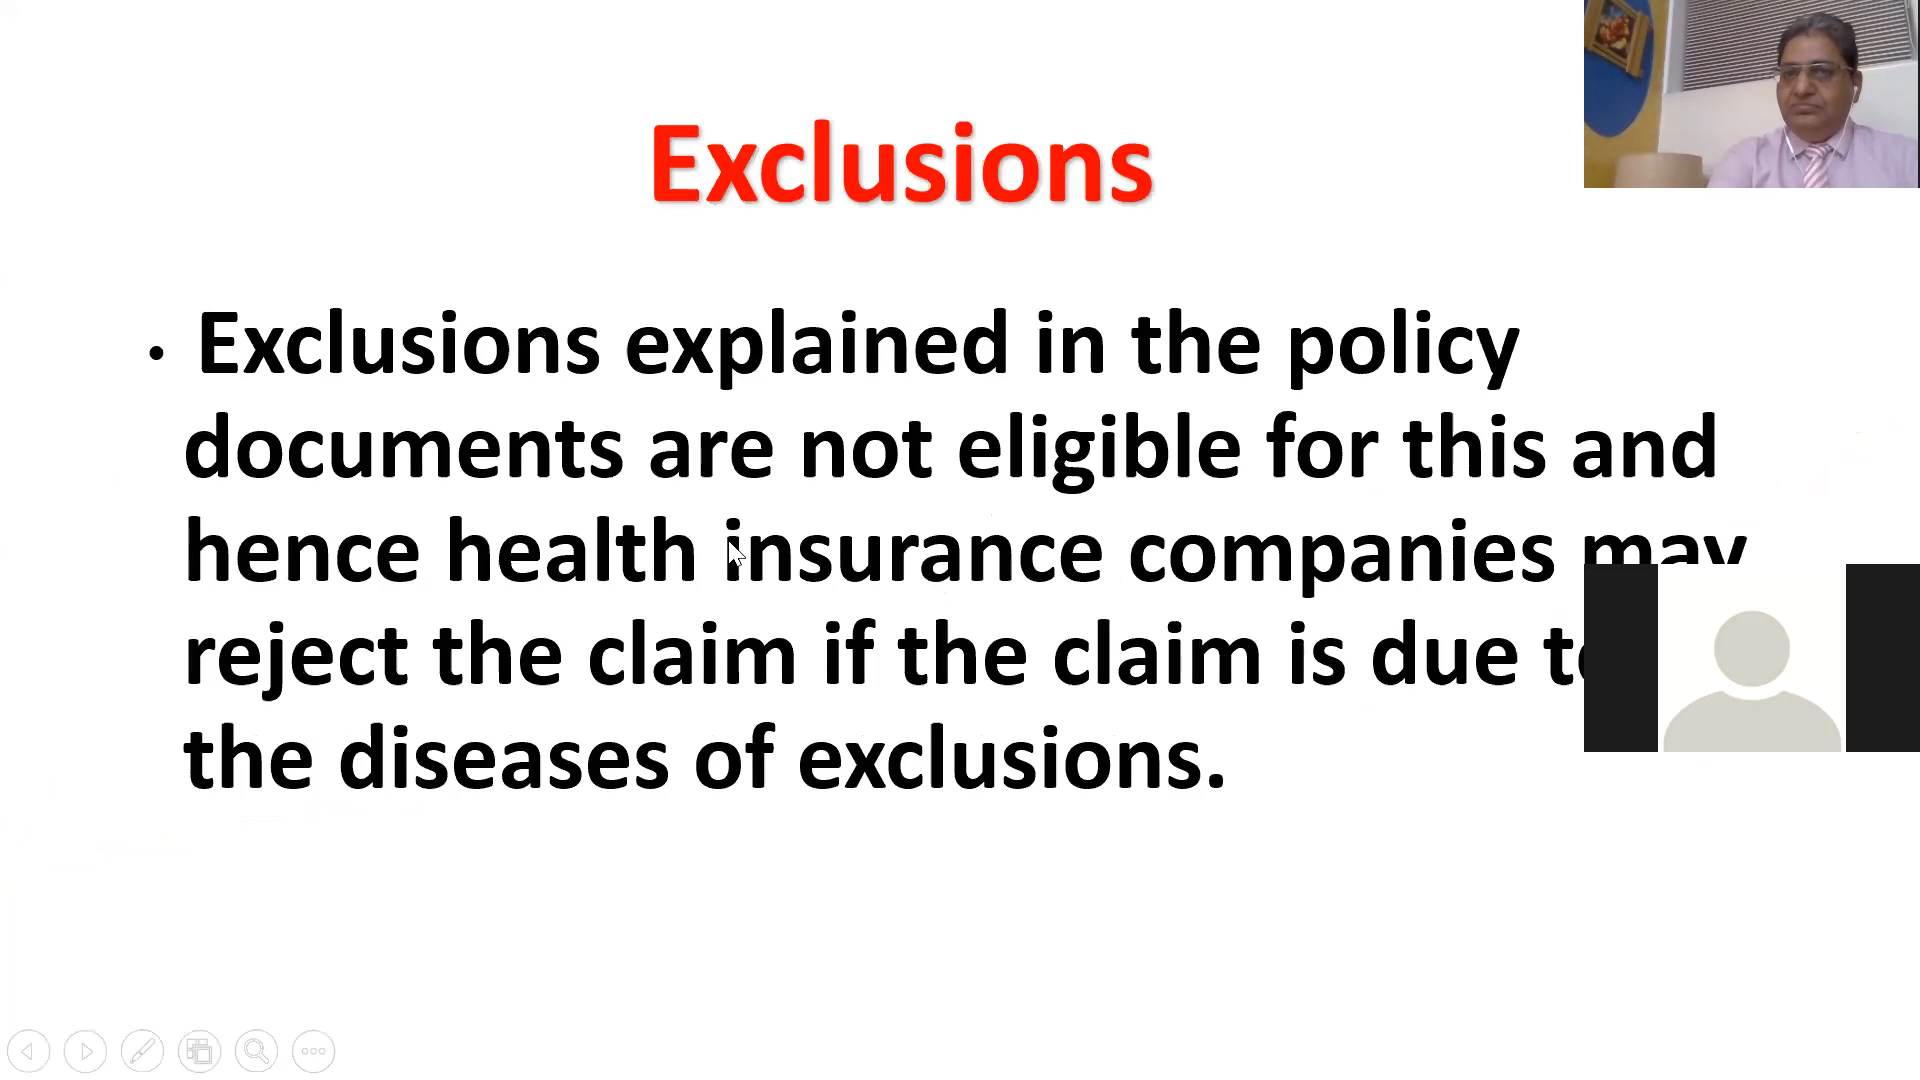 Exclusions
• Exclusions explained in the policy
documents are not eligible for this and
hence health insurance companies may
reject the claim if the claim is due to
the diseases of exclusions.